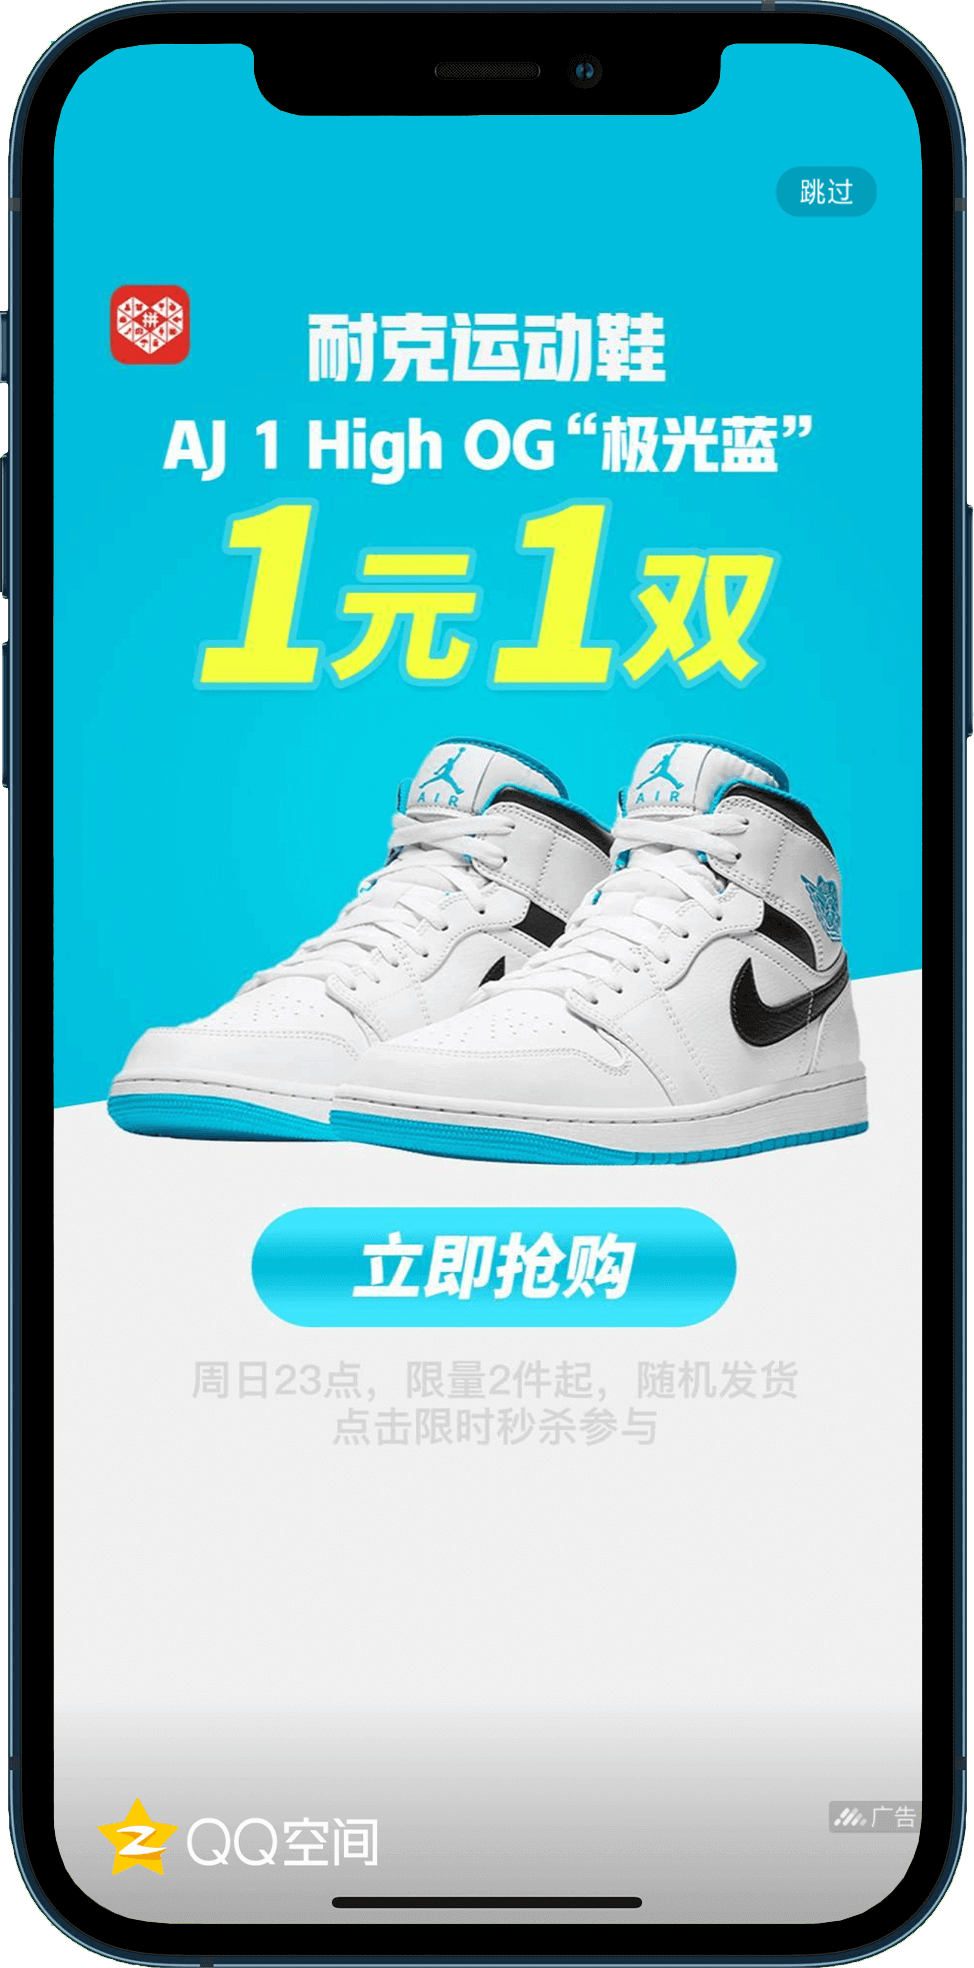 跳过
拼
耐克运动鞋
AJ 1 High OG“极光蓝”
1元1双
AIR
AIR
立即抢购
周日23点，限量2件起，随机发货
点击限时秒杀参与
广告
QQ空间